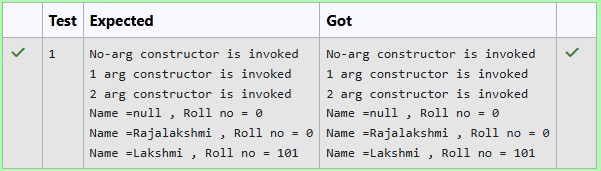 Test Expected Got
1 No-arg constructor is invoked No-arg constructor is invoked
1 arg constructor is invoked 1 arg constructor is invoked
2 arg constructor is invoked 2 arg constructor is invoked
Name =null , Roll no = 0 Name =null , Roll no = 0
Name =Rajalakshmi , Roll no = 0 Name =Rajalakshmi , Roll no = 0
Name =Lakshmi , Roll no = 101 Name =Lakshmi , Roll no = 101